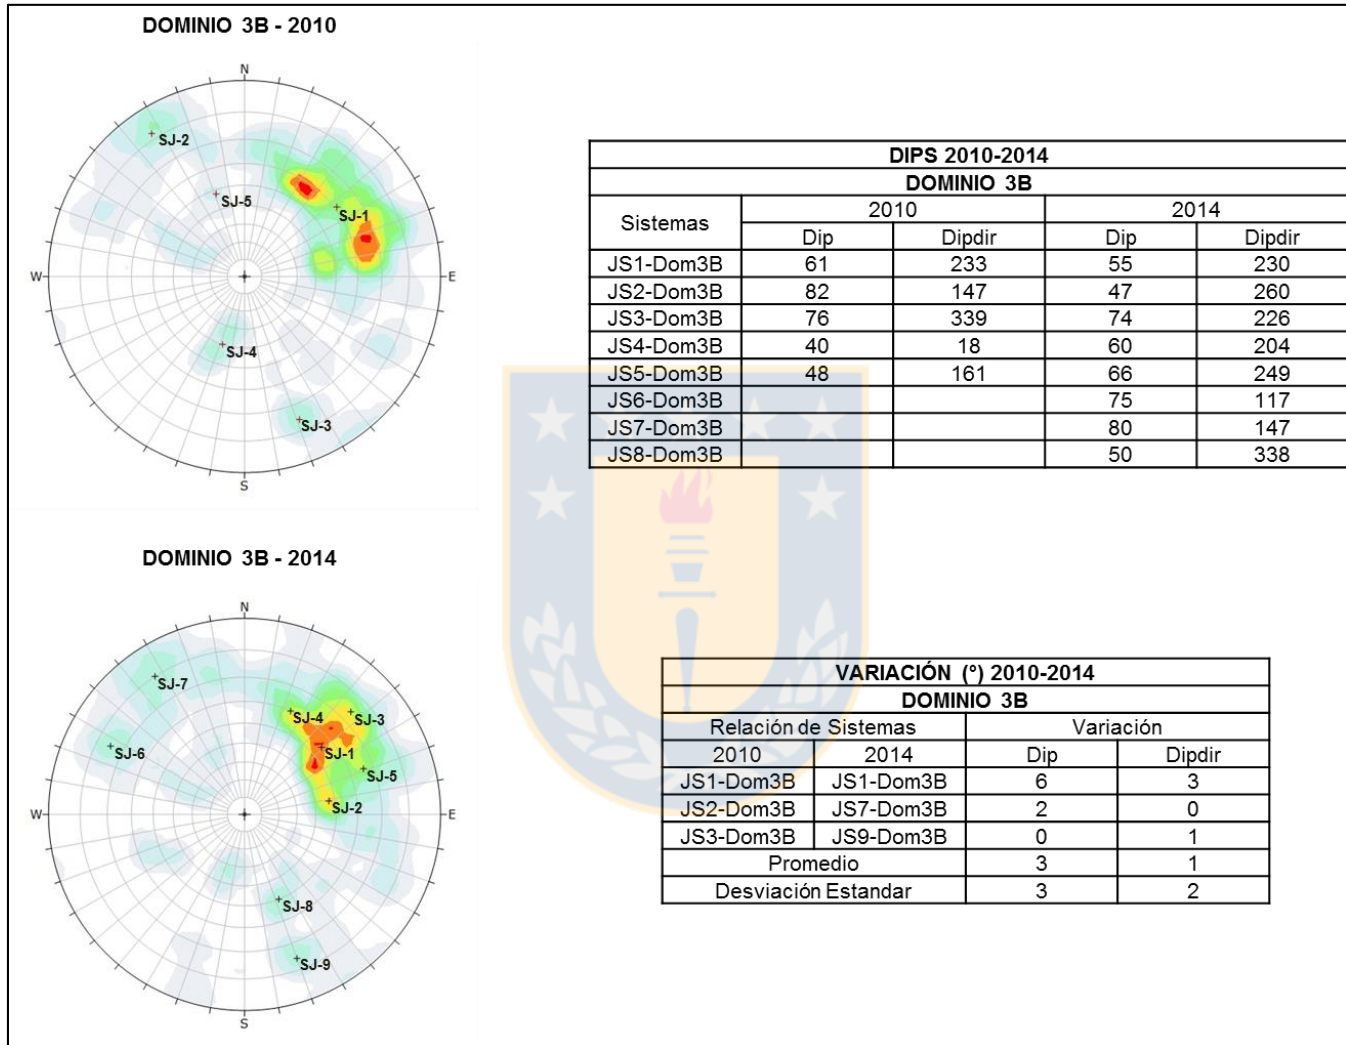 DOMINIO 3B - 2010
N
SJ-2
SJ-5
SJ-1
W
E
SJ-4
SJ-3
S
DIPS 2010-2014
DOMINIO 3B
Sistemas 2010 2014
Dip Dipdir Dip Dipdir
JS1-Dom3B 61 233 55 230
JS2-Dom3B 82 147 47 260
JS3-Dom3B 76 339 74 226
JS4-Dom3B 40 18 60 204
JS5-Dom3B 48 161 66 249
JS6-Dom3B 75 117
JS7-Dom3B 80 147
JS8-Dom3B 50 338
DOMINIO 3B - 2014
N
SJ-7
SJ-4
SJ-3
SJ-6
SJ-1
SJ-5
SJ-2
W
E
SJ-8
SJ-9
S
VARIACIÓN (°) 2010-2014
DOMINIO 3B
Relación de Sistemas Variación
2010 2014 Dip Dipdir
JS1-Dom3B JS1-Dom3B 6 3
JS2-Dom3B JS7-Dom3B 2 0
JS3-Dom3B JS9-Dom3B 0 1
Promedio 3 1
Desviación Estandar 3 2